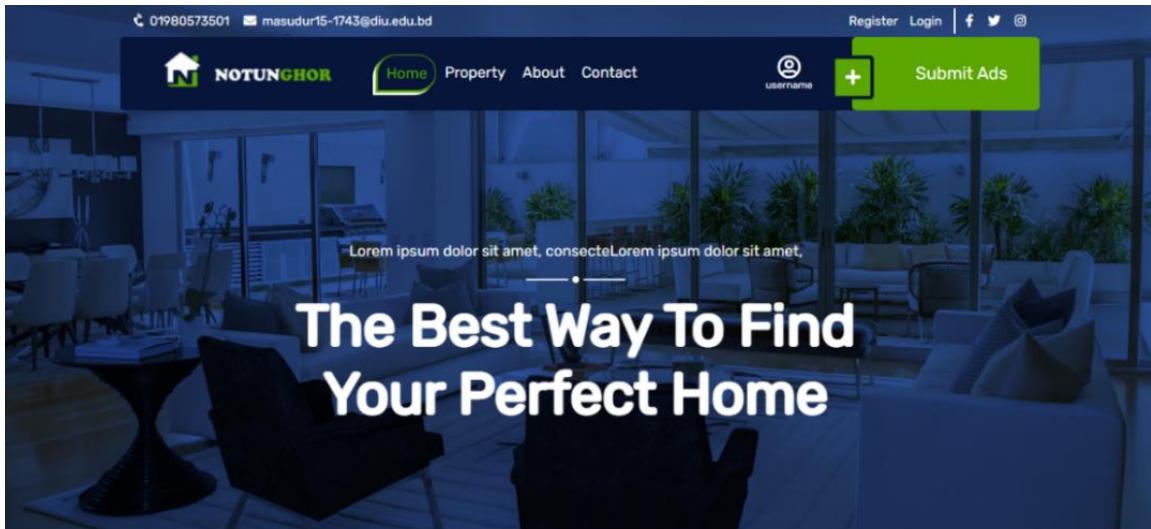 01980573501 masudur15-1743@diu.edu.bd Register Login
NOTUNGHOR Home Property About Contact username + Submit Ads
Lorem ipsum dolor sit amet, consecteLorem ipsum dolor sit amet,
The Best Way To Find
Your Perfect Home